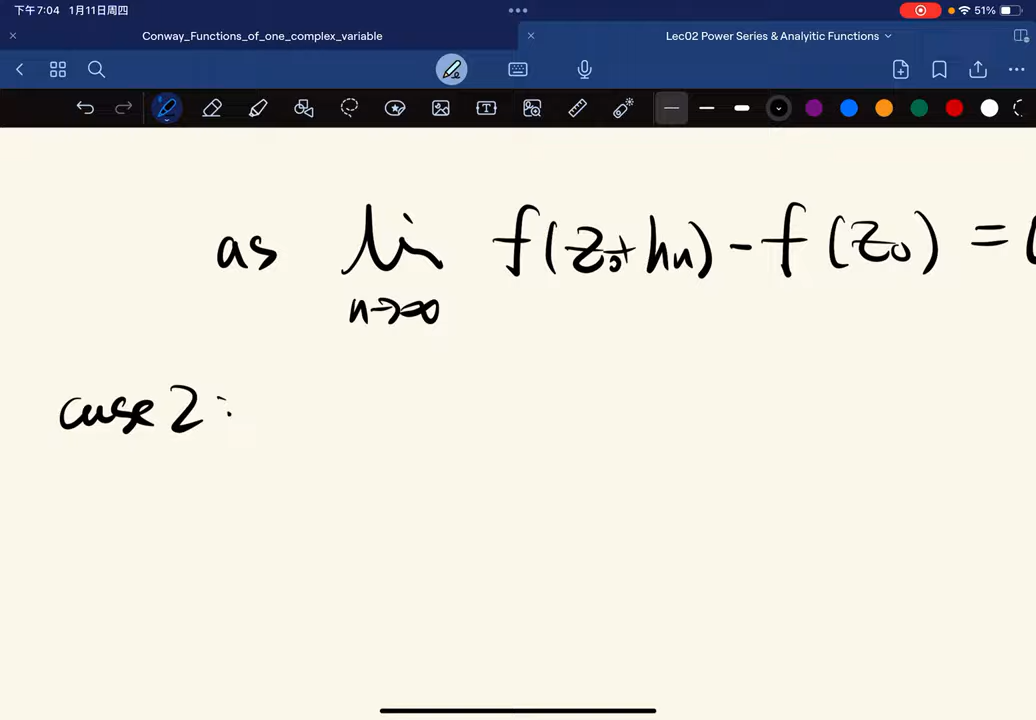 下午7:04 1月11日周四
51%
Conway_Functions_of_one_complex_variable
Lec02 Power Series & Analyitic Functions
as lim f(z₀+hn) - f(z₀) =
n→∞
case 2: